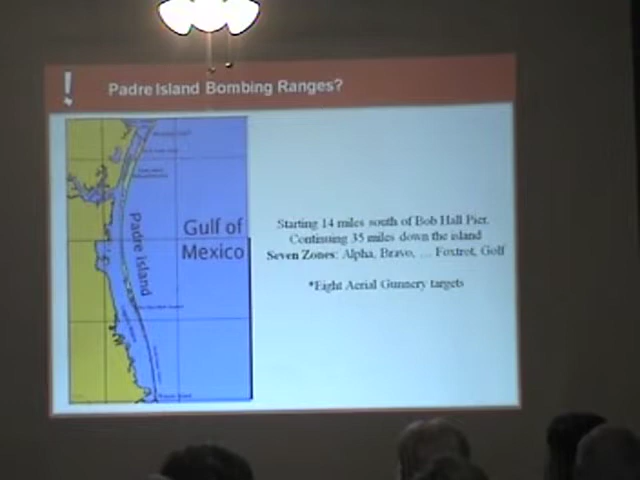 !
Padre Island Bombing Ranges?
Gulf of
Mexico
Padre Island
Starting 14 miles south of Bob Hall Pier.
Continuing 35 miles down the island
Seven Zones: Alpha, Bravo, ... Foxtrot, Golf
*Eight Aerial Gunnery targets